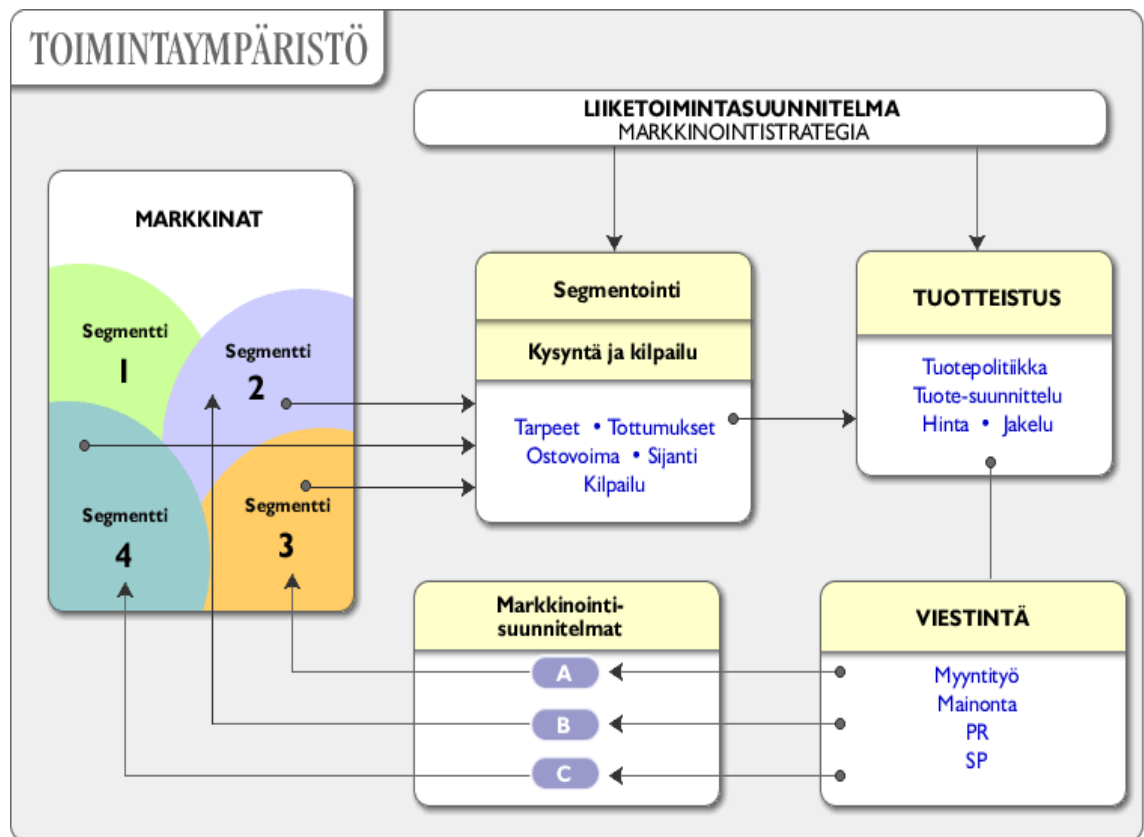 TOIMINTAYMPÄRISTÖ
LIIKETOIMINTASUUNNITELMA
MARKKINOINTISTRATEGIA
MARKKINAT
Segmentti
1
Segmentti
2
Segmentti
3
Segmentti
4
Segmentointi
Kysyntä ja kilpailu
Tarpeet • Tottumukset
Ostovoima • Sijanti
Kilpailu
TUOTTEISTUS
Tuotepolitiikka
Tuote-suunnittelu
Hinta • Jakelu
Markkinointi-
suunnitelmat
A
B
C
VIESTINTÄ
Myyntityö
Mainonta
PR
SP